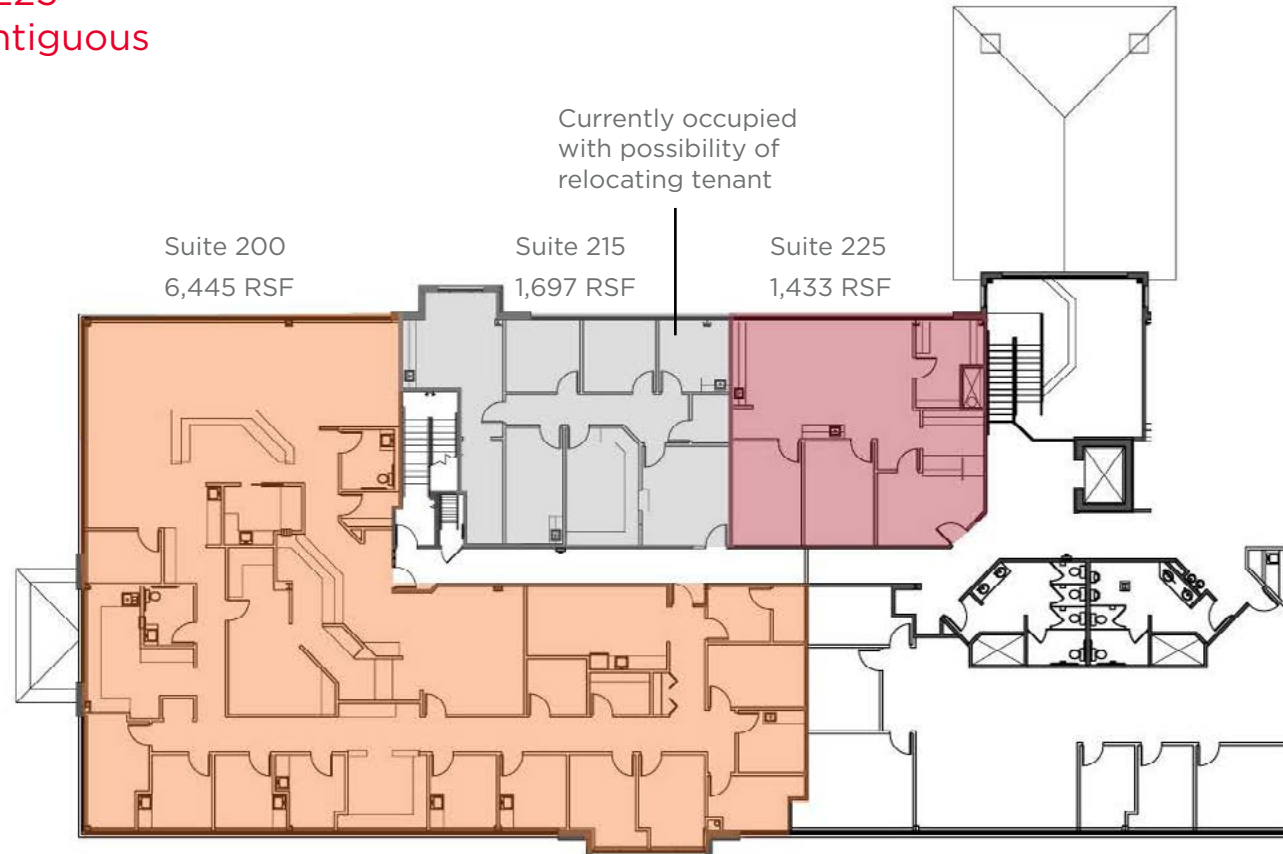 Currently occupied
with possibility of
relocating tenant
Suite 200
6,445 RSF
Suite 215
1,697 RSF
Suite 225
1,433 RSF